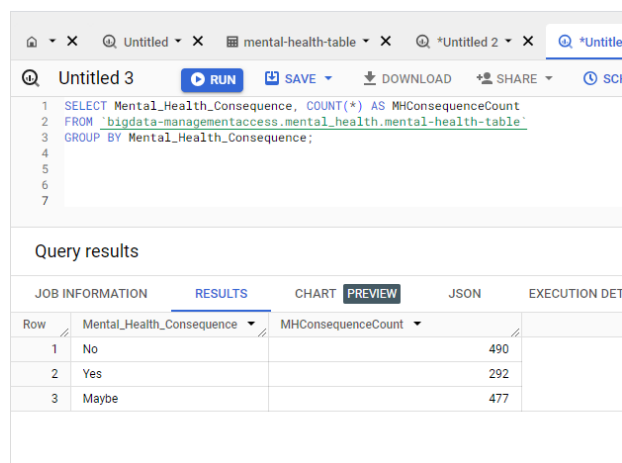 Untitled mental-health-table *Untitled 2 *Untitle
Untitled 3 RUN SAVE DOWNLOAD SHARE SCH
1 SELECT Mental_Health_Consequence, COUNT(*) AS MHConsequenceCount
2 FROM `bigdata-managementaccess.mental_health.mental-health-table`
3 GROUP BY Mental_Health_Consequence;
4
5
6
7
Query results
JOB INFORMATION RESULTS CHART PREVIEW JSON EXECUTION DET
Row Mental_Health_Consequence MHConsequenceCount
1 No 490
2 Yes 292
3 Maybe 477